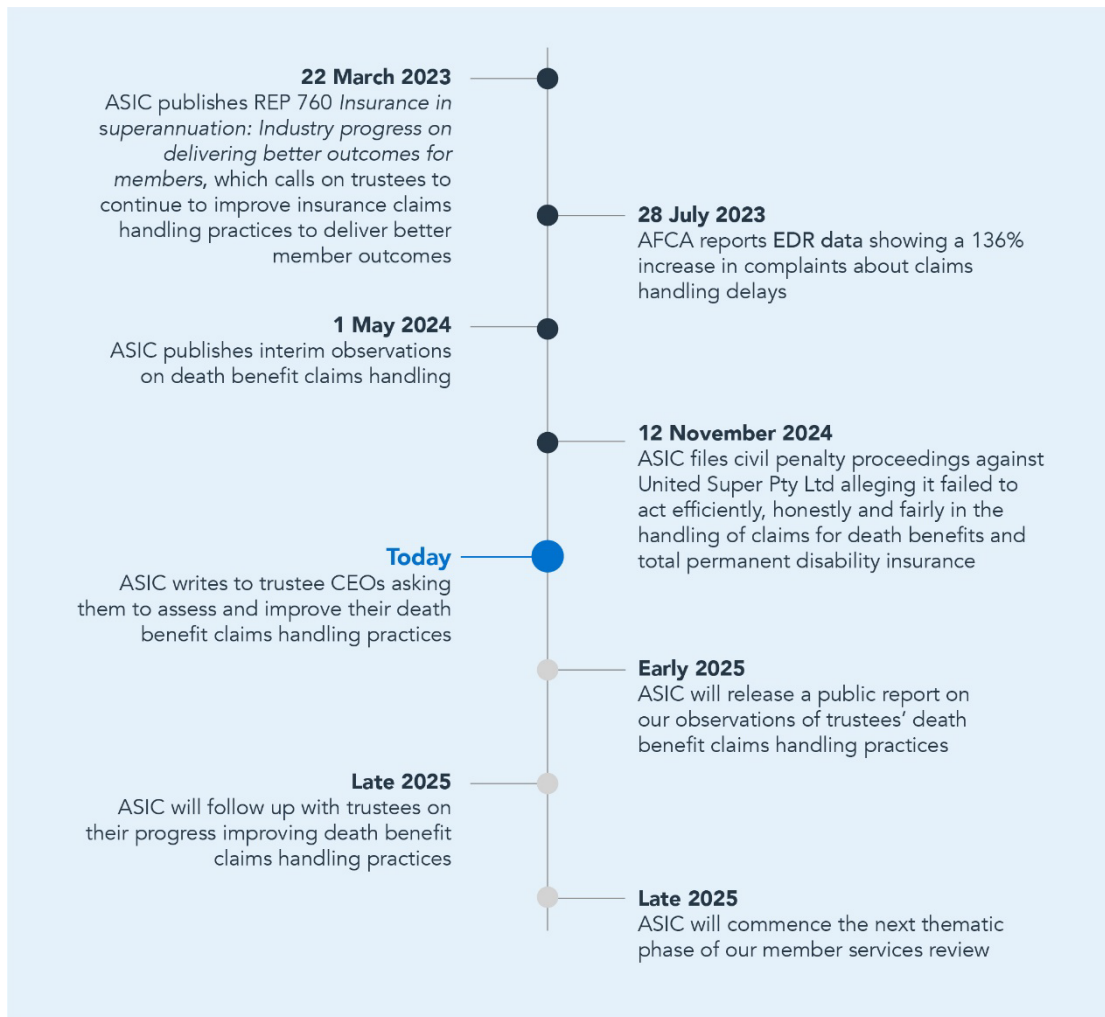 22 March 2023
ASIC publishes REP 760 Insurance in
superannuation: Industry progress on
delivering better outcomes for
members, which calls on trustees to
continue to improve insurance claims
handling practices to deliver better
member outcomes
28 July 2023
AFCA reports EDR data showing a 136%
increase in complaints about claims
handling delays
1 May 2024
ASIC publishes interim observations
on death benefit claims handling
12 November 2024
ASIC files civil penalty proceedings against
United Super Pty Ltd alleging it failed to
act efficiently, honestly and fairly in the
handling of claims for death benefits and
total permanent disability insurance
Today
ASIC writes to trustee CEOs asking
them to assess and improve their death
benefit claims handling practices
Early 2025
ASIC will release a public report on
our observations of trustees’ death
benefit claims handling practices
Late 2025
ASIC will follow up with trustees on
their progress improving death benefit
claims handling practices
Late 2025
ASIC will commence the next thematic
phase of our member services review